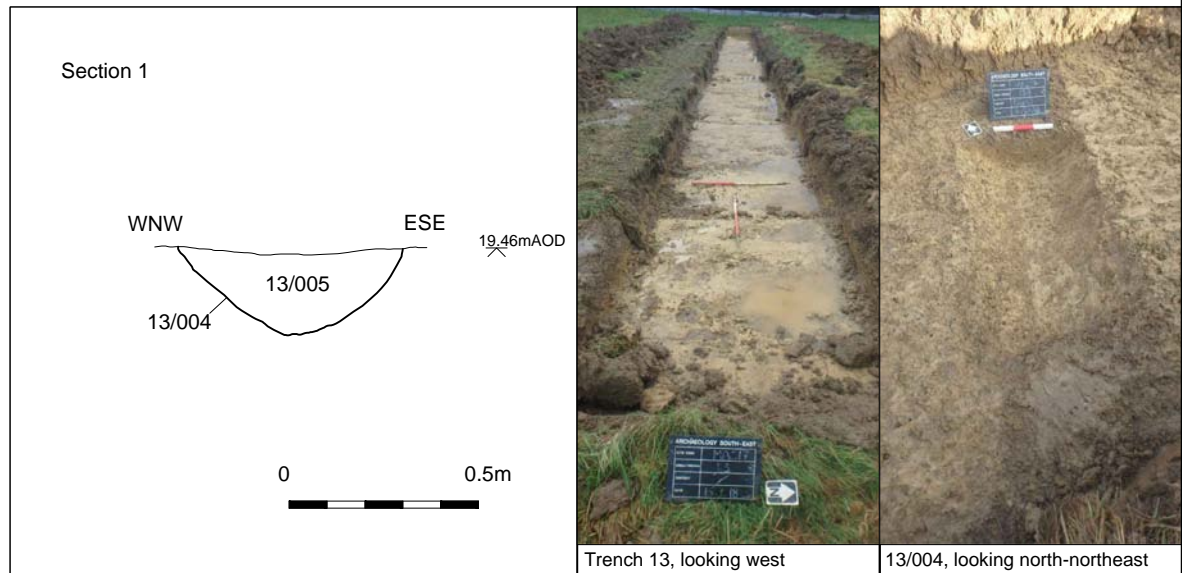 Section 1
WNW
ESE
19.46mAOD
13/005
13/004
0
0.5m
ARCHAEOLOGY SOUTH-EAST
N
Trench 13, looking west
ARCHAEOLOGY SOUTH-EAST
13/004, looking north-northeast